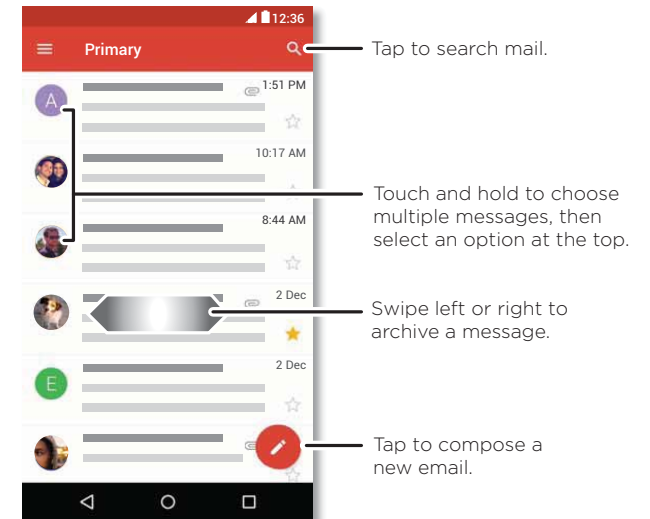 12:36
Primary
Tap to search mail.
A
1:51 PM
10:17 AM
Touch and hold to choose
multiple messages, then
select an option at the top.
8:44 AM
2 Dec
Swipe left or right to
archive a message.
2 Dec
E
Tap to compose a
new email.